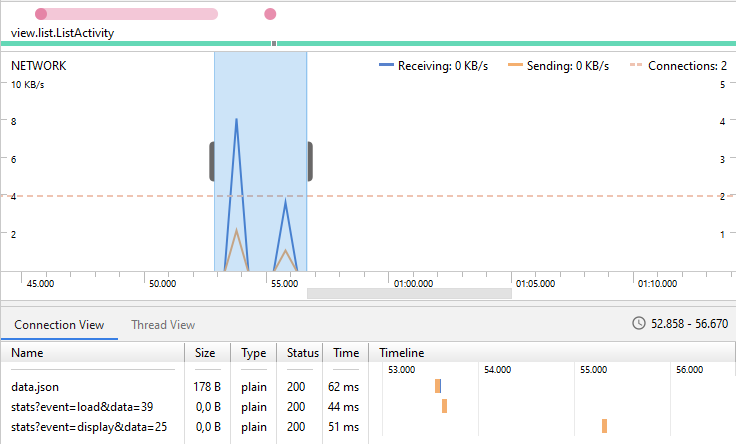 view.list.ListActivity
NETWORK Receiving: 0 KB/s Sending: 0 KB/s Connections: 2
10 KB/s 5
8 4
6 3
4 2
2 1
45.000 50.000 55.000 01:00.000 01:05.000 01:10.000
Connection View Thread View 52.858 - 56.670
Name Size Type Status Time Timeline
53.000 54.000 55.000 56.000
data.json 178 B plain 200 62 ms
stats?event=load&data=39 0,0 B plain 200 44 ms
stats?event=display&data=25 0,0 B plain 200 51 ms